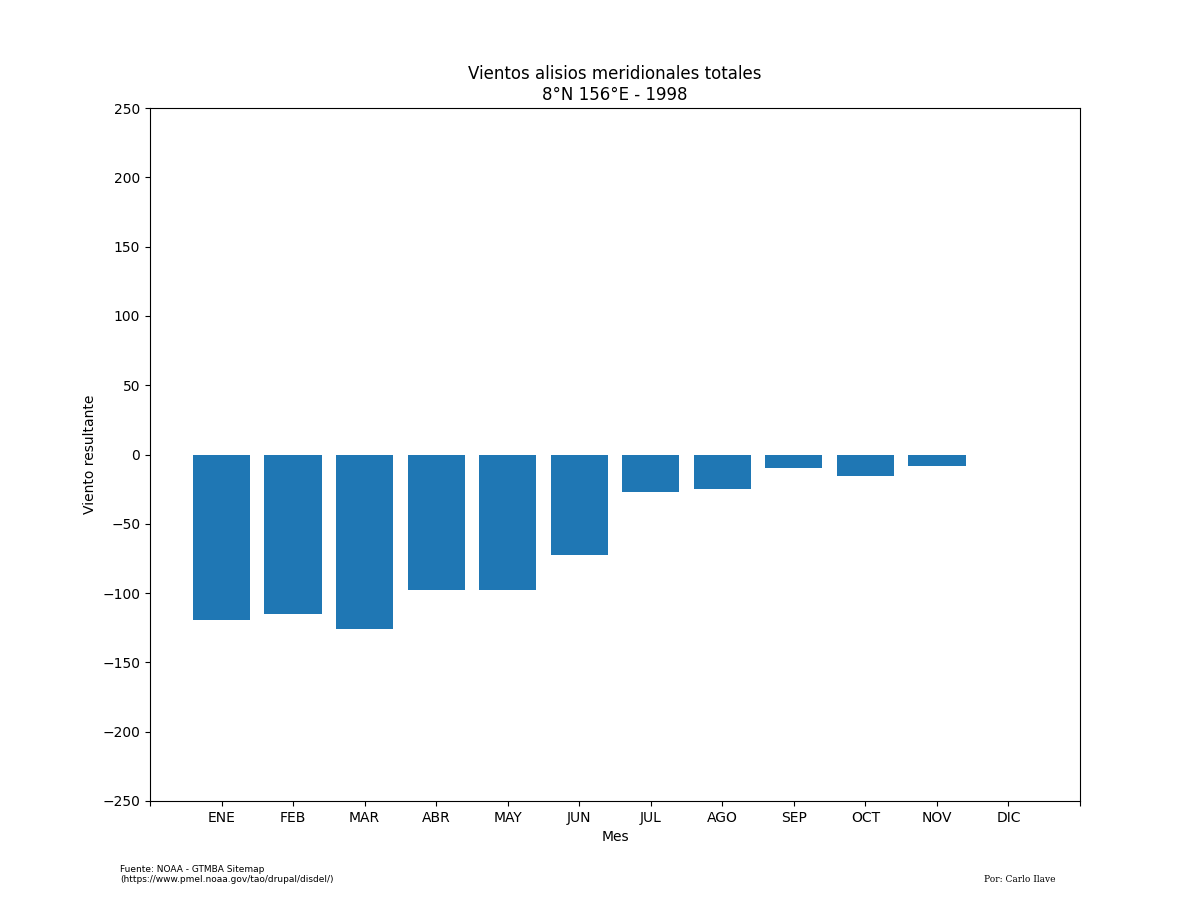 Vientos alisios meridionales totales
8°N 156°E - 1998
250
200
150
100
50
0
−50
−100
−150
−200
−250
Viento resultante
ENE FEB MAR ABR MAY JUN JUL AGO SEP OCT NOV DIC
Mes
Fuente: NOAA - GTMBA Sitemap
(https://www.pmel.noaa.gov/tao/drupal/disdel/)
Por: Carlo Ilave